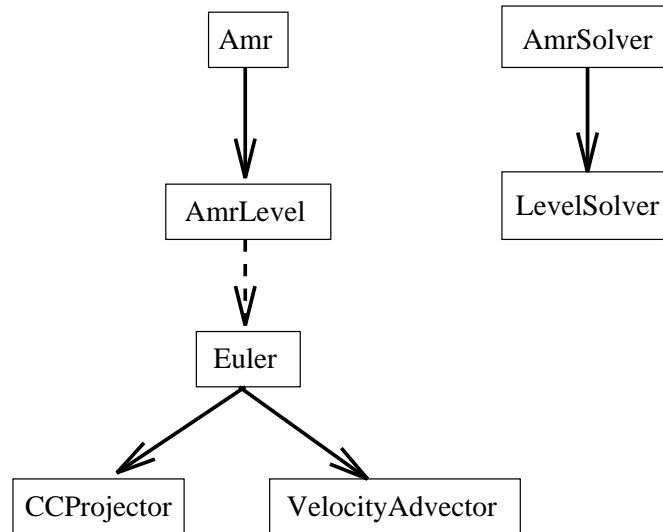 Amr
AmrSolver
AmrLevel
LevelSolver
Euler
CCProjector
VelocityAdvector